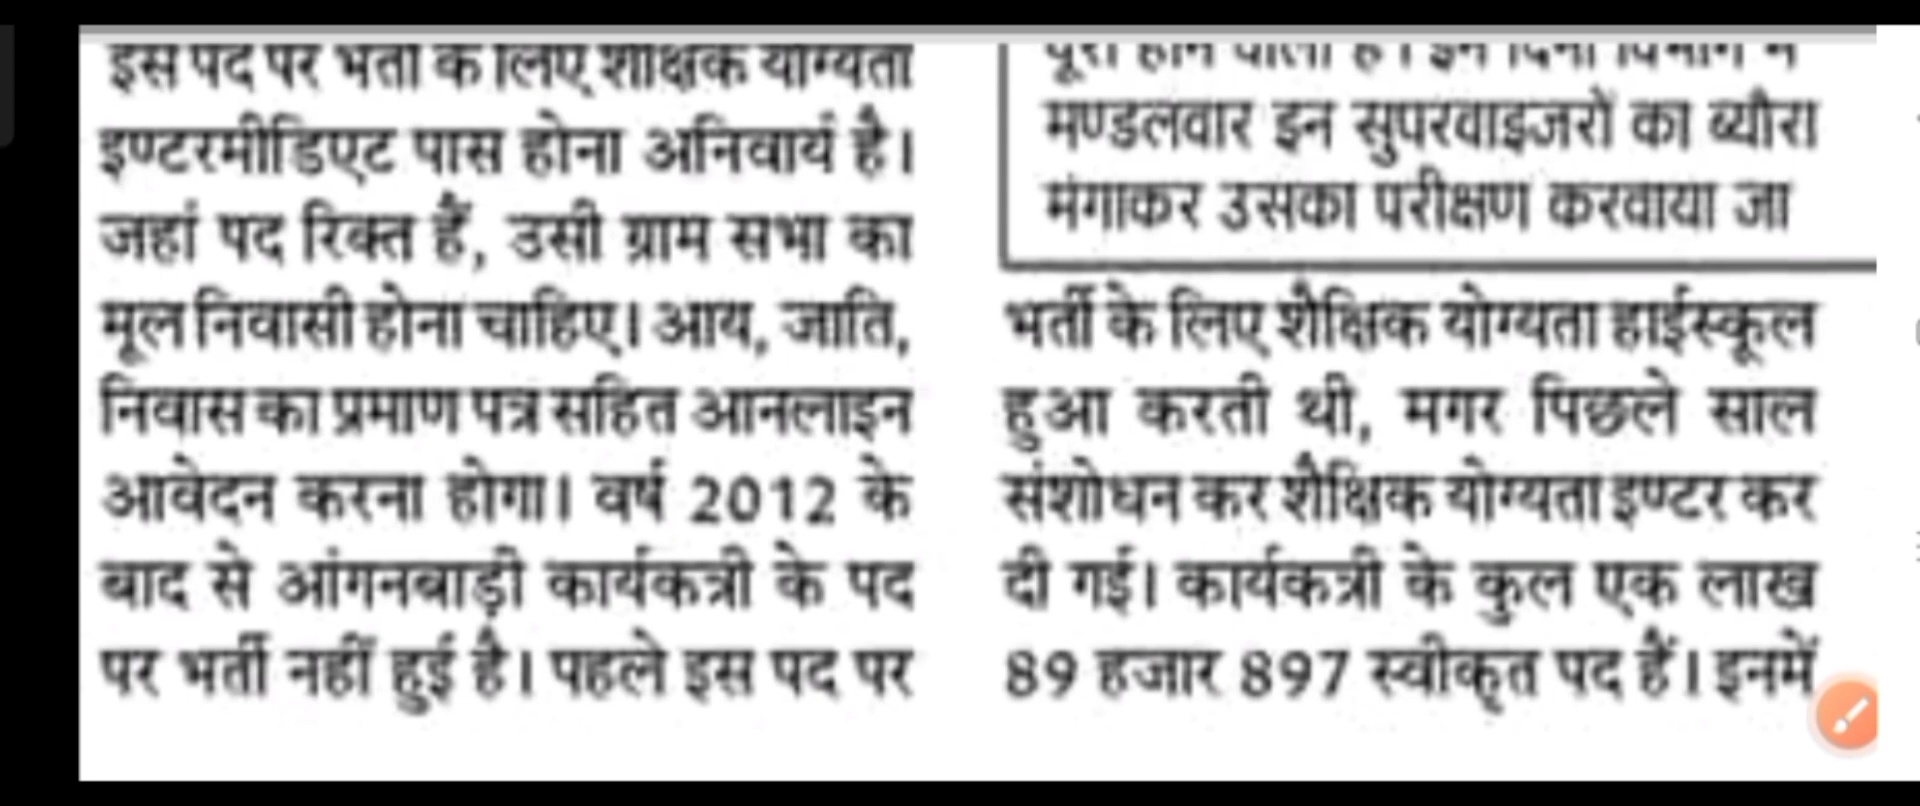 इस पद पर भर्ती के लिए शैक्षिक योग्यता
इण्टरमीडिएट पास होना अनिवार्य है।
जहां पद रिक्त हैं, उसी ग्राम सभा का
मूल निवासी होना चाहिए। आय, जाति,
निवास का प्रमाण पत्र सहित आनलाइन
आवेदन करना होगा। वर्ष 2012 के
बाद से आंगनबाड़ी कार्यकत्री के पद
पर भर्ती नहीं हुई है। पहले इस पद पर
मण्डलवार इन सुपरवाइजरों का ब्यौरा
मंगाकर उसका परीक्षण करवाया जा
भर्ती के लिए शैक्षिक योग्यता हाईस्कूल
हुआ करती थी, मगर पिछले साल
संशोधन कर शैक्षिक योग्यता इण्टर कर
दी गई। कार्यकत्री के कुल एक लाख
89 हजार 897 स्वीकृत पद हैं। इनमें